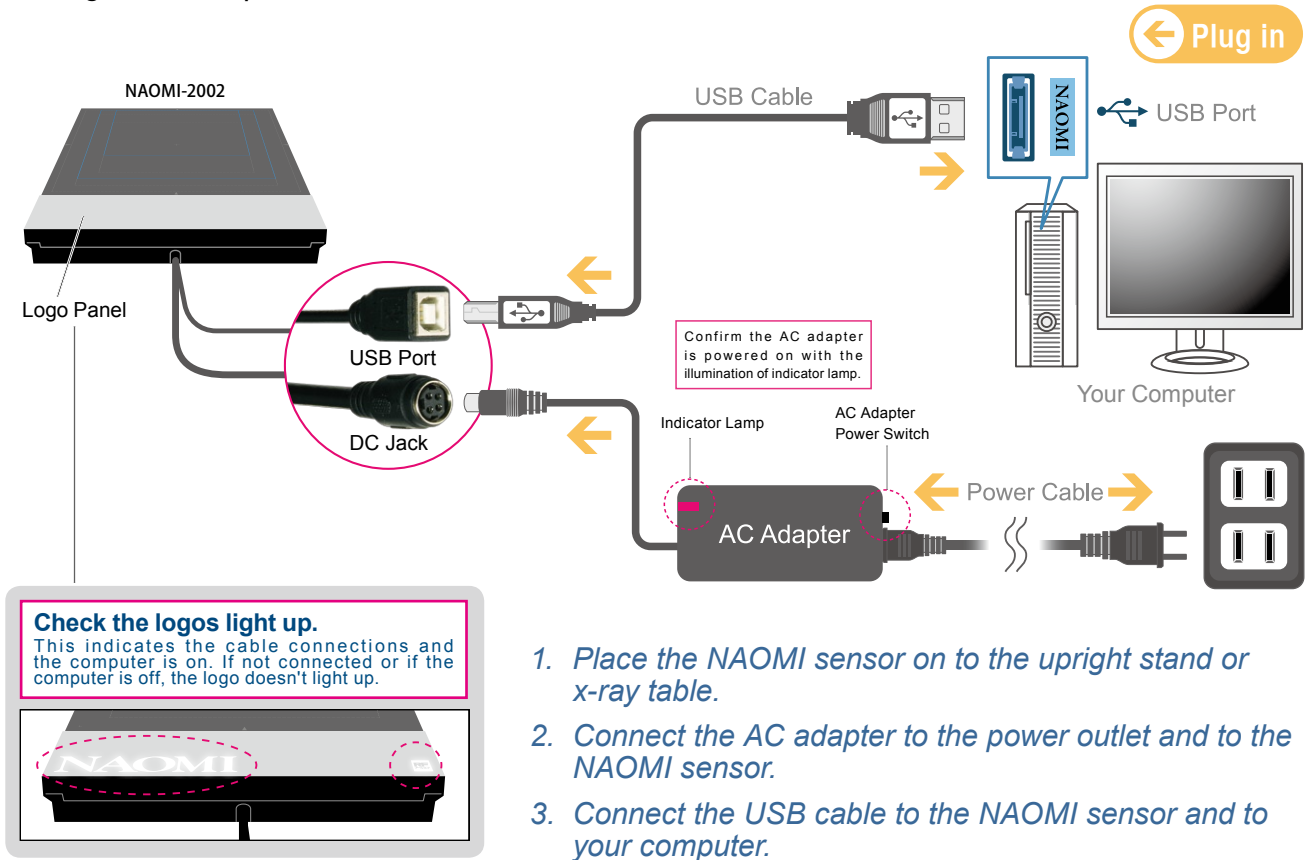 Plug in
NAOMI-2002
USB Cable
NAOMI
USB Port
Logo Panel
USB Port
DC Jack
Confirm the AC adapter
is powered on with the
illumination of indicator lamp.
Your Computer
Indicator Lamp
AC Adapter
Power Switch
Power Cable
AC Adapter
Check the logos light up.
This indicates the cable connections and
the computer is on. If not connected or if the
computer is off, the logo doesn't light up.
NAOMI
1. Place the NAOMI sensor on to the upright stand or
x-ray table.
2. Connect the AC adapter to the power outlet and to the
NAOMI sensor.
3. Connect the USB cable to the NAOMI sensor and to
your computer.